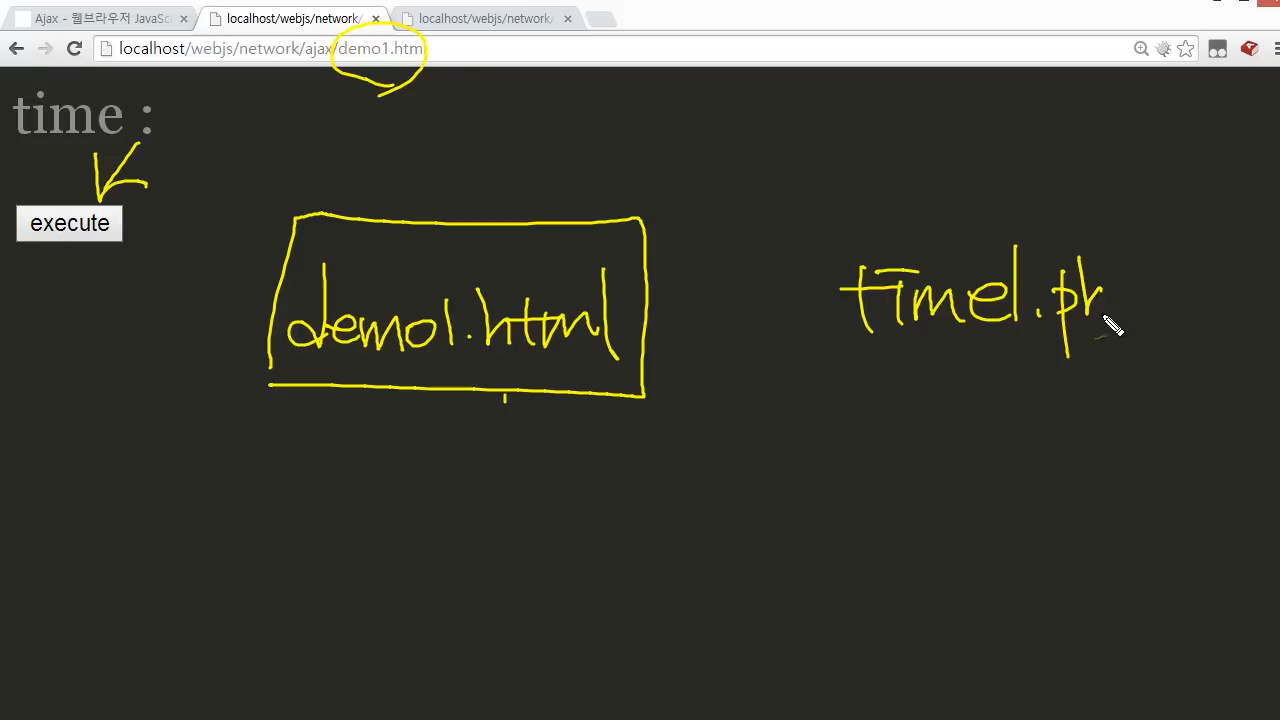 Ajax - 웹브라우저 JavaSc
localhost/webjs/network/
localhost/webjs/network/
localhost/webjs/network/ajax/demo1.htm
time :
execute
demo1.html
time1.ph